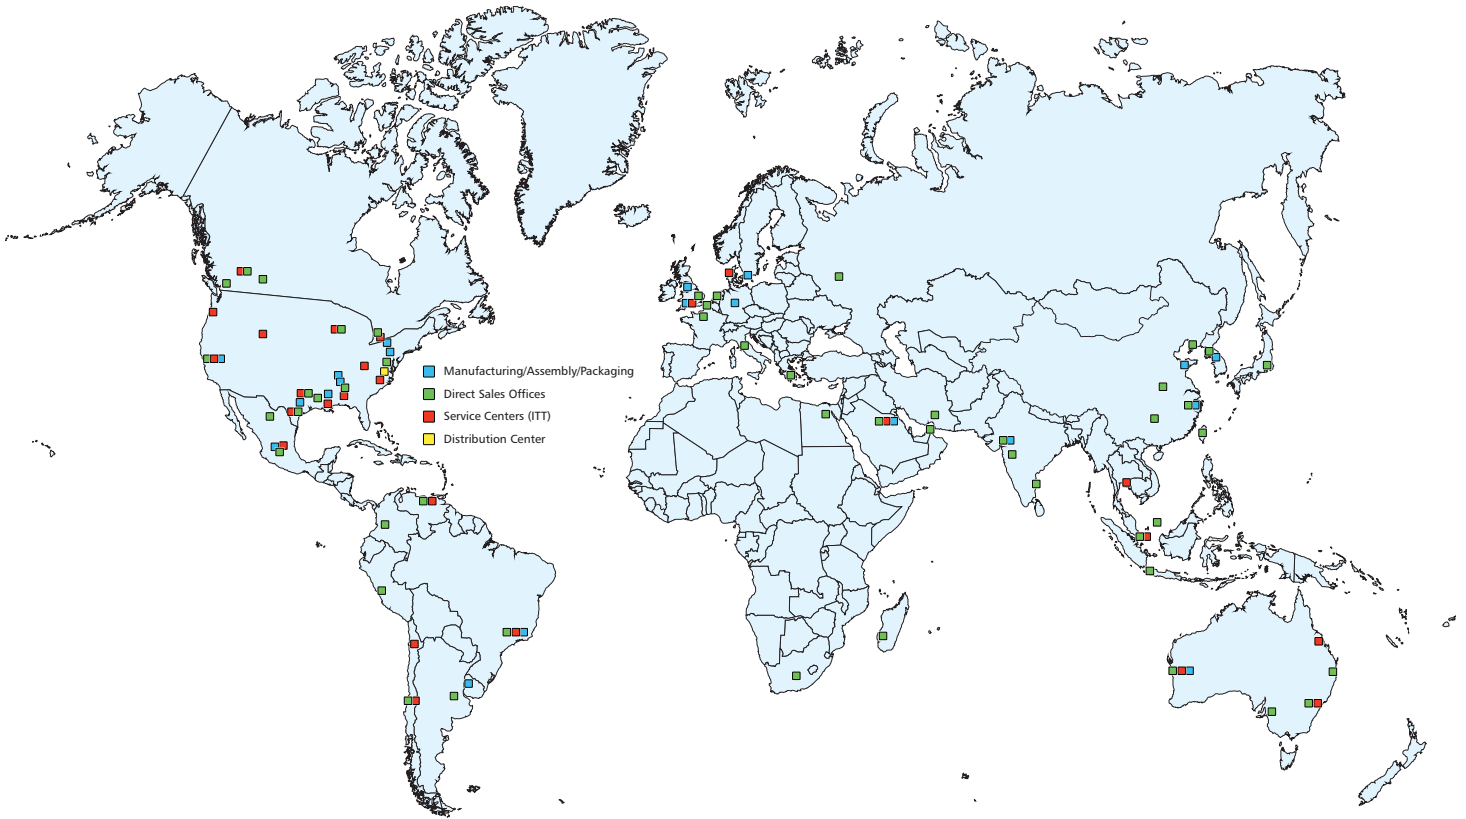 Manufacturing/Assembly/Packaging
Direct Sales Offices
Service Centers (ITT)
Distribution Center